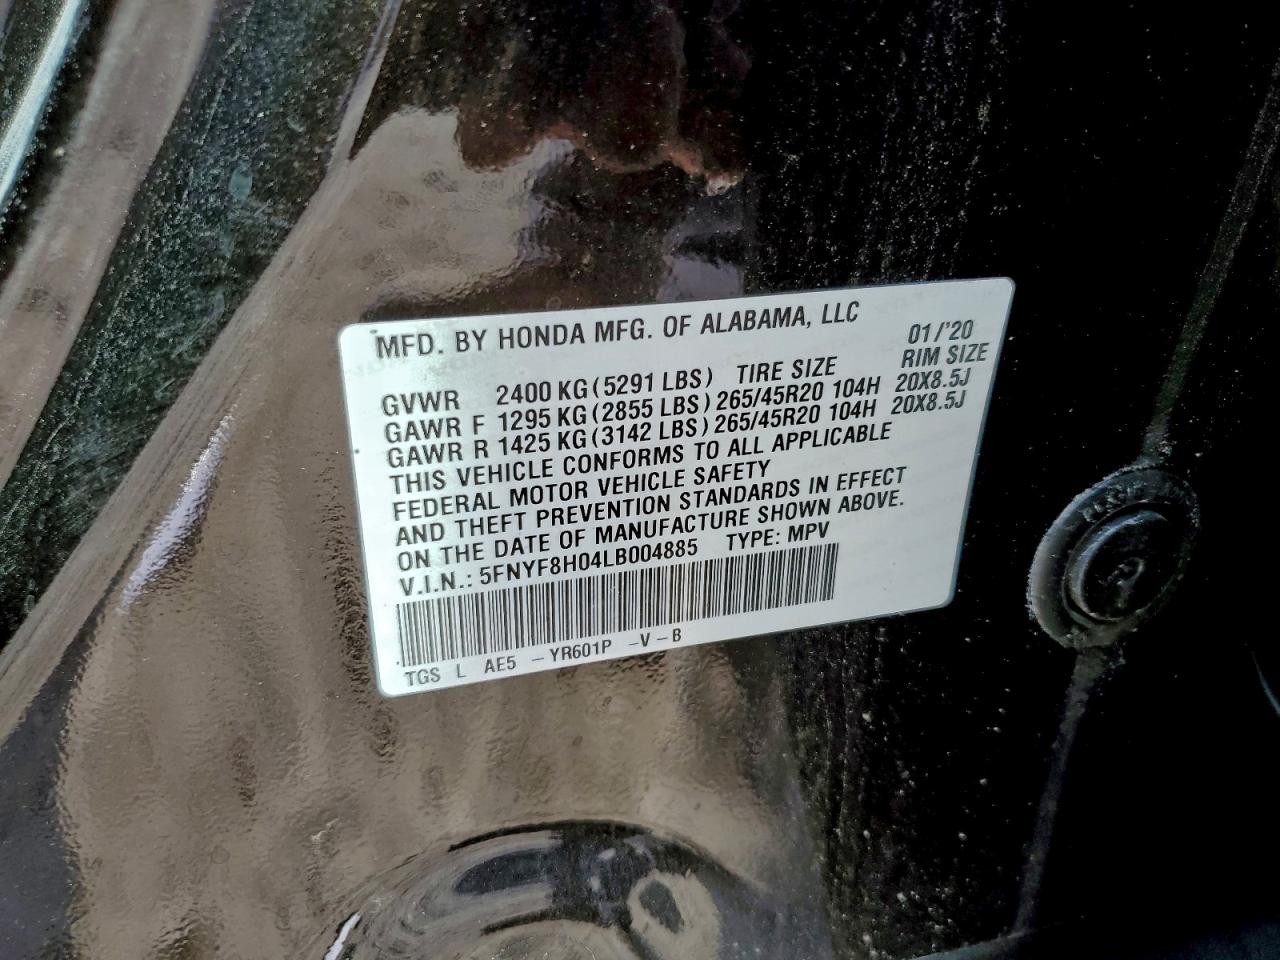 MFD. BY HONDA MFG. OF ALABAMA, LLC 01/'20
GVWR 2400 KG (5291 LBS) TIRE SIZE RIM SIZE
GAWR F 1295 KG (2855 LBS) 265/45R20 104H 20X8.5J
GAWR R 1425 KG (3142 LBS) 265/45R20 104H 20X8.5J
THIS VEHICLE CONFORMS TO ALL APPLICABLE
FEDERAL MOTOR VEHICLE SAFETY
AND THEFT PREVENTION STANDARDS IN EFFECT
ON THE DATE OF MANUFACTURE SHOWN ABOVE.
V.I.N.: 5FNYF8H04LB004885 TYPE: MPV
TGS L AE5 - YR601P - V - B